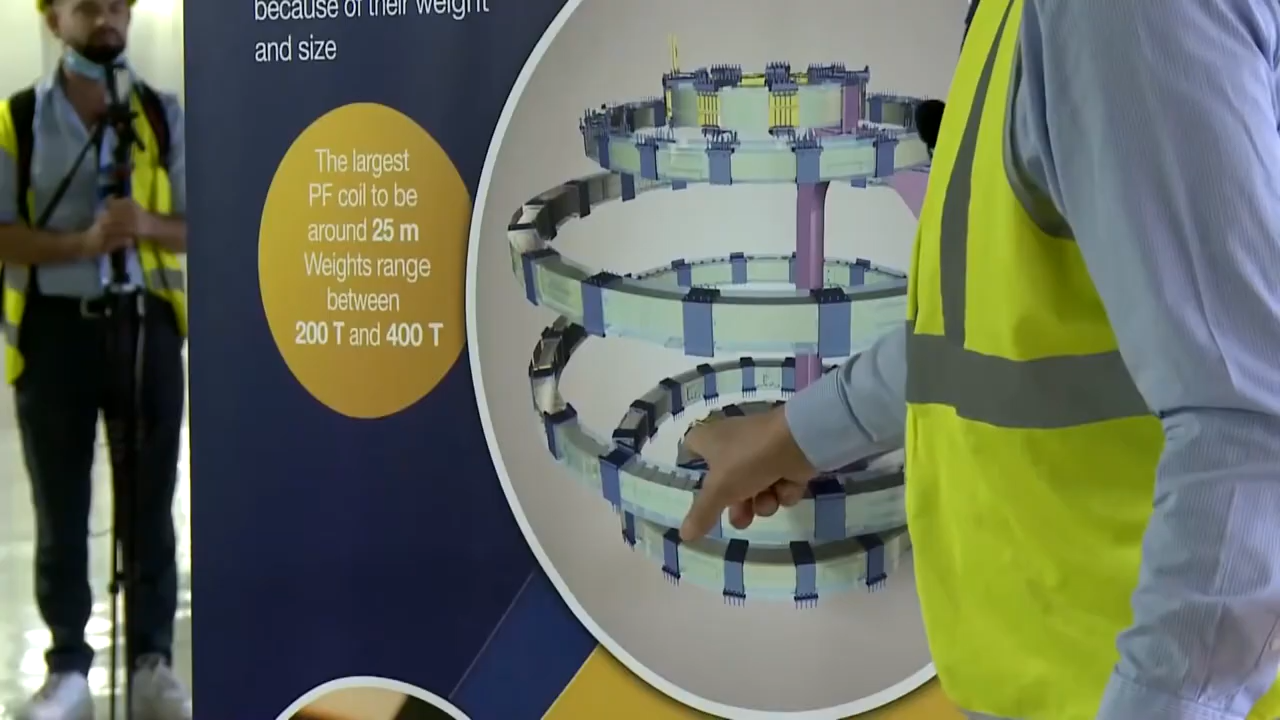 because of their weight
and size
The largest
PF coil to be
around 25 m
Weights range
between
200 T and 400 T